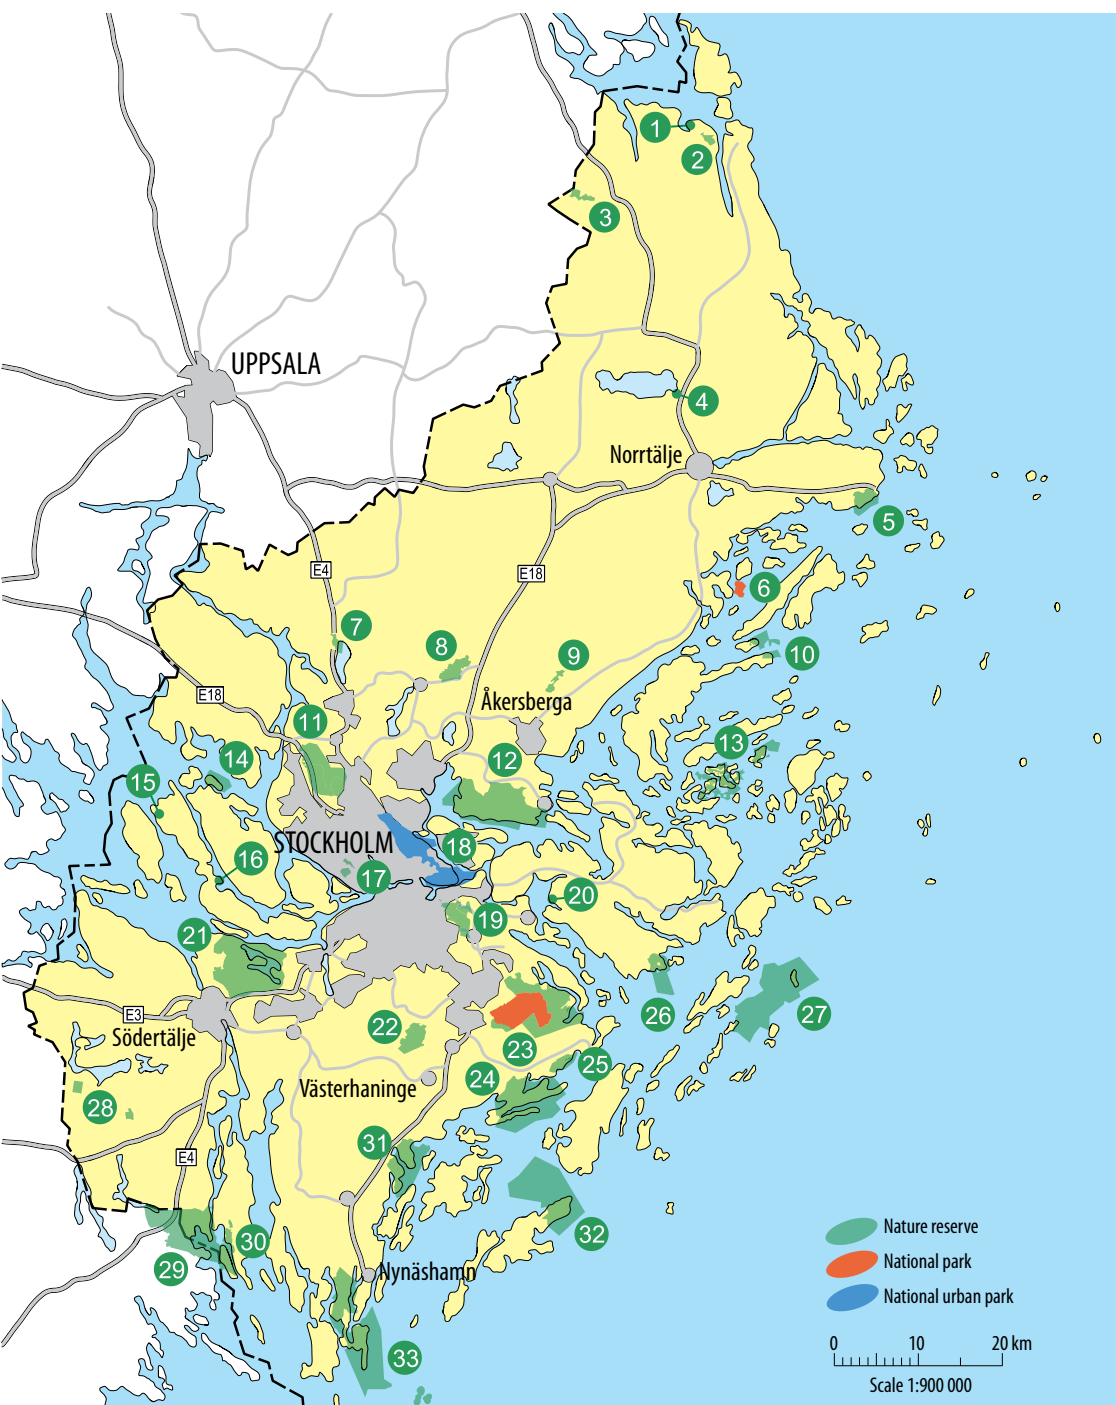 1
2
3
UPPSALA
4
Norrtälje
5
E4
E18
6
7
8
9
10
E18
Åkersberga
11
12
13
14
15
STOCKHOLM
18
16
17
20
19
21
E3
Södertälje
22
23
26
27
24
25
Västerhaninge
28
31
E4
32
30
29
Nynäshamn
33
Nature reserve
National park
National urban park
0 10 20 km
Scale 1:900 000